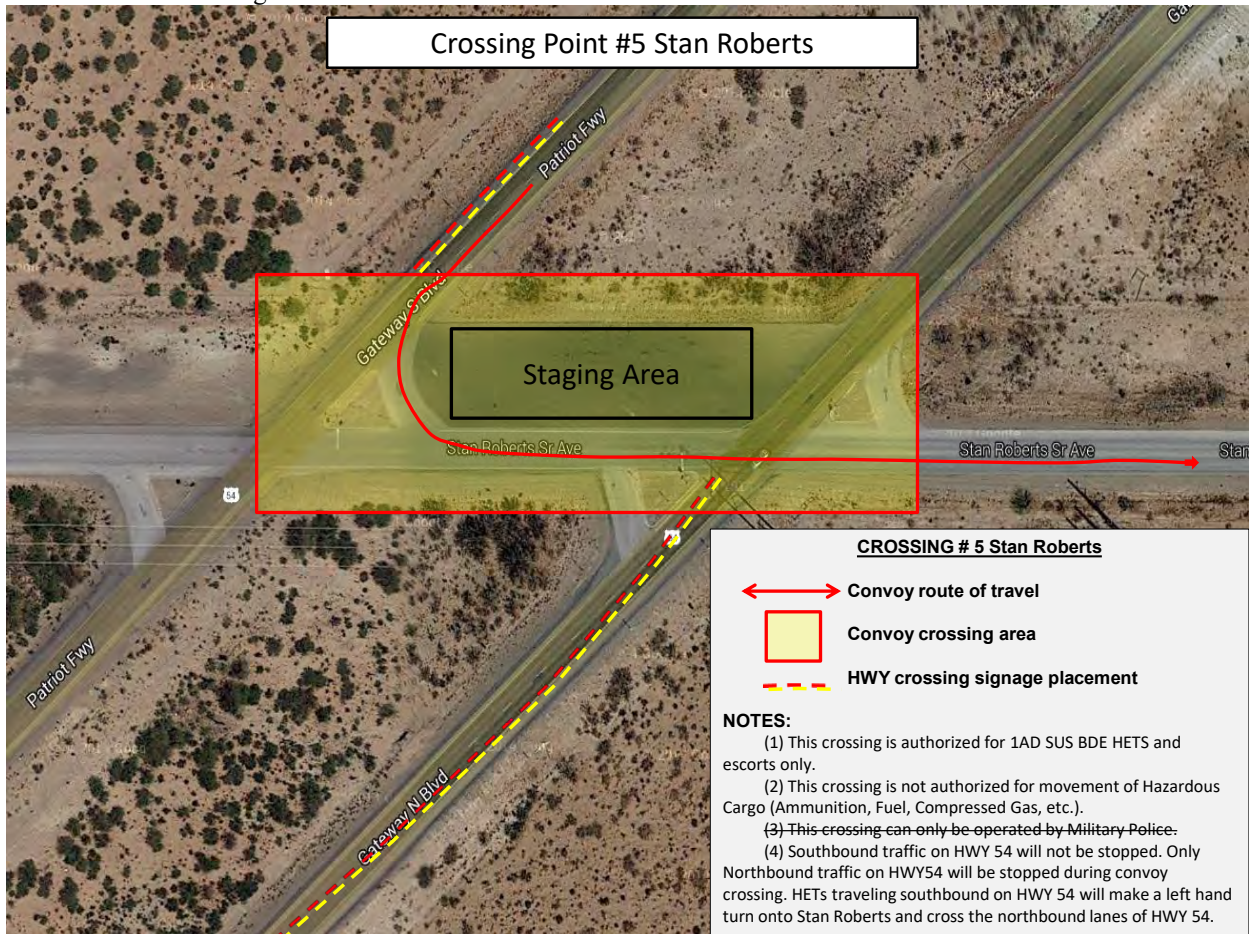 Crossing Point #5 Stan Roberts
Patriot Fwy
Gateway S Blvd
Staging Area
Stan Roberts Sr Ave
Stan Roberts Sr Ave
Stan
54
Patriot Fwy
Gateway N Blvd
CROSSING # 5 Stan Roberts
Convoy route of travel
Convoy crossing area
HWY crossing signage placement
NOTES:
(1) This crossing is authorized for 1AD SUS BDE HETS and
escorts only.
(2) This crossing is not authorized for movement of Hazardous
Cargo (Ammunition, Fuel, Compressed Gas, etc.).
(3) This crossing can only be operated by Military Police.
(4) Southbound traffic on HWY 54 will not be stopped. Only
Northbound traffic on HWY54 will be stopped during convoy
crossing. HETs traveling southbound on HWY 54 will make a left hand
turn onto Stan Roberts and cross the northbound lanes of HWY 54.